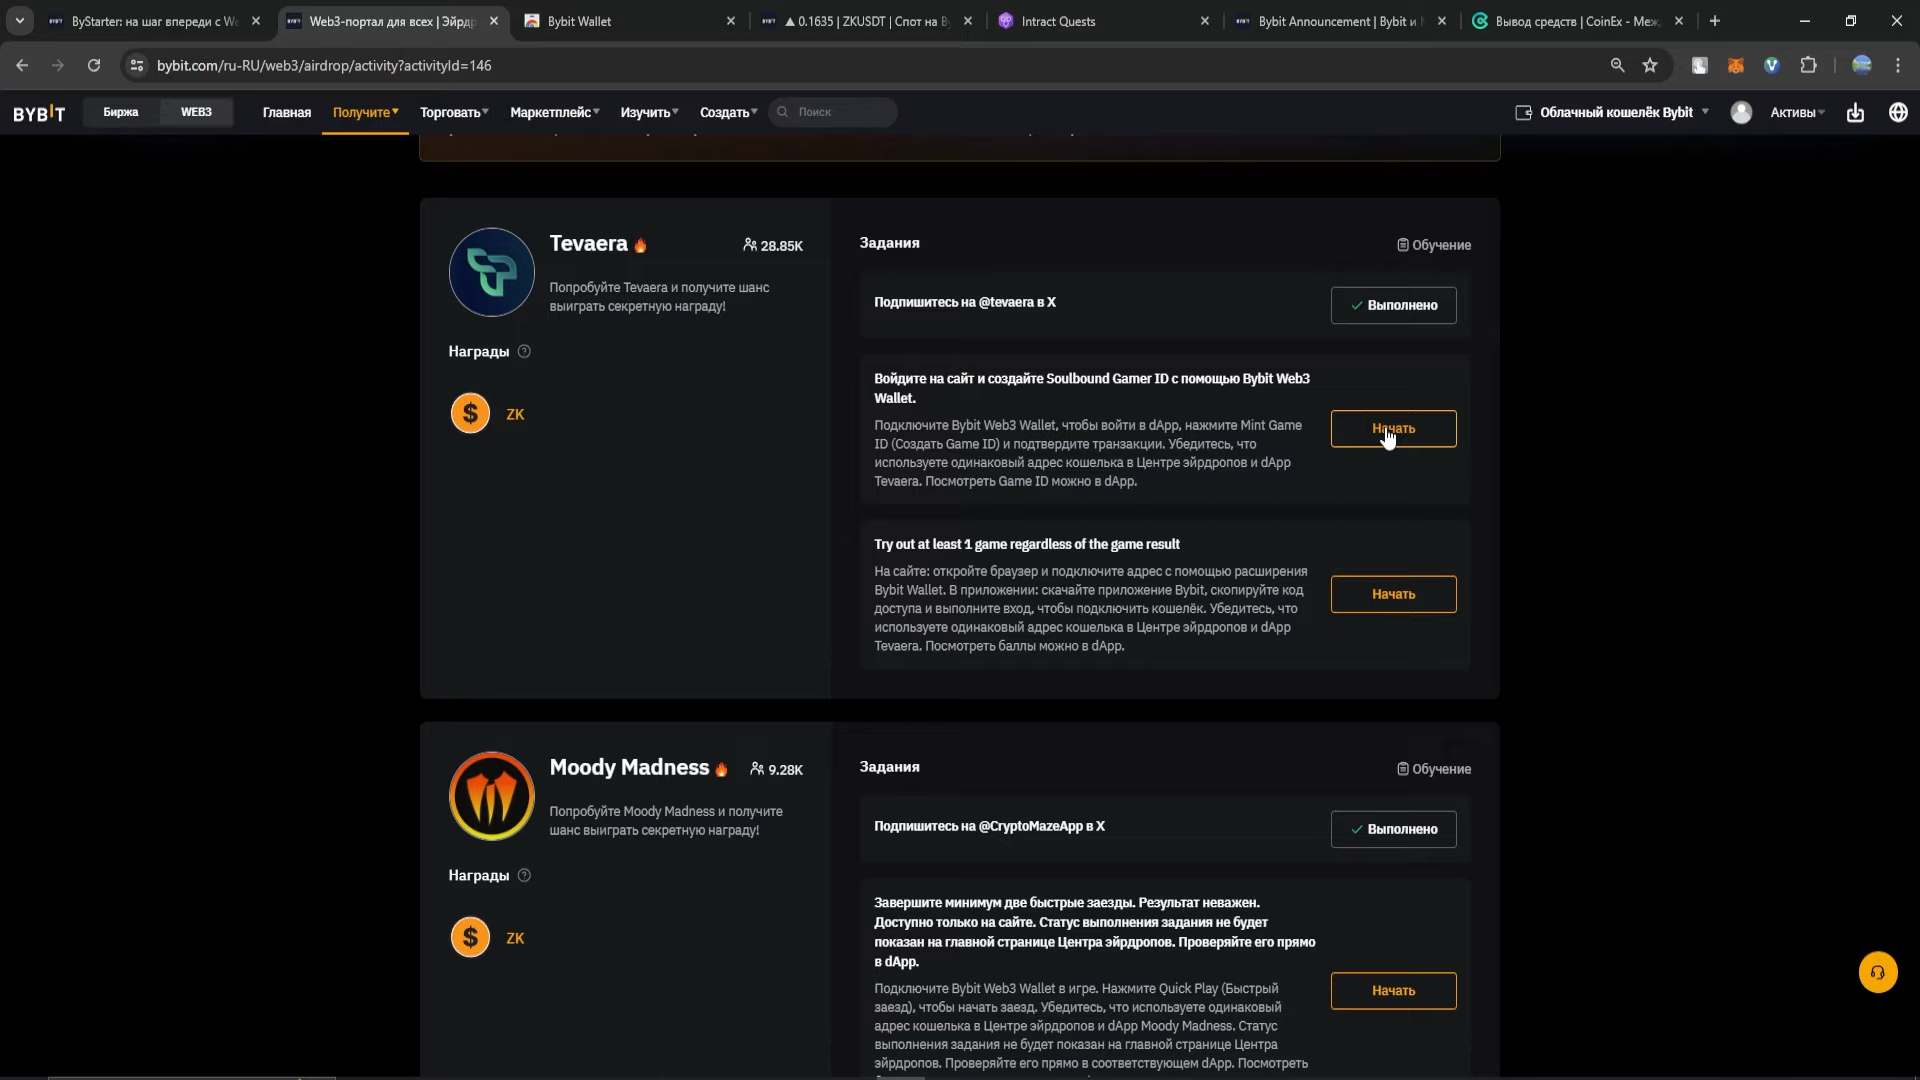 ByStarter: на шаг впереди с We
Web3-портал для всех | Эйрдр
Bybit Wallet
▲ 0.1635 | ZKUSDT | Спот на By
Intract Quests
Bybit Announcement | Bybit и
Вывод средств | CoinEx - Меж
bybit.com/ru-RU/web3/airdrop/activity?activityId=146
BYBIT
Биржа
WEB3
Главная
Получите
Торговать
Маркетплейс
Изучить
Создать
Поиск
Облачный кошелёк Bybit
Активы
Tevaera
28.85K
Попробуйте Tevaera и получите шанс
выиграть секретную награду!
Награды
$ ZK
Задания
Обучение
Подпишитесь на @tevaera в X
Выполнено
Войдите на сайт и создайте Soulbound Gamer ID с помощью Bybit Web3
Wallet.
Подключите Bybit Web3 Wallet, чтобы войти в dApp, нажмите Mint Game
ID (Создать Game ID) и подтвердите транзакции. Убедитесь, что
используете одинаковый адрес кошелька в Центре эйрдропов и dApp
Tevaera. Посмотреть Game ID можно в dApp.
Начать
Try out at least 1 game regardless of the game result
На сайте: откройте браузер и подключите адрес с помощью расширения
Bybit Wallet. В приложении: скачайте приложение Bybit, скопируйте код
доступа и выполните вход, чтобы подключить кошелёк. Убедитесь, что
используете одинаковый адрес кошелька в Центре эйрдропов и dApp
Tevaera. Посмотреть баллы можно в dApp.
Начать
Moody Madness
9.28K
Попробуйте Moody Madness и получите
шанс выиграть секретную награду!
Награды
$ ZK
Задания
Обучение
Подпишитесь на @CryptoMazeApp в X
Выполнено
Завершите минимум две быстрые заезды. Результат неважен.
Доступно только на сайте. Статус выполнения задания не будет
показан на главной странице Центра эйрдропов. Проверяйте его прямо
в dApp.
Подключите Bybit Web3 Wallet в игре. Нажмите Quick Play (Быстрый
заезд), чтобы начать заезд. Убедитесь, что используете одинаковый
адрес кошелька в Центре эйрдропов и dApp Moody Madness. Статус
выполнения задания не будет показан на главной странице Центра
эйрдропов. Проверяйте его прямо в соответствующем dApp. Посмотреть
Начать